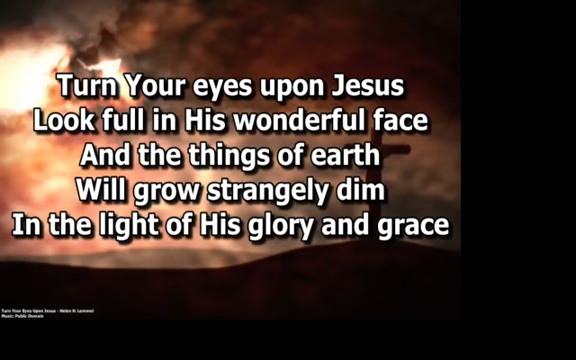 Turn Your eyes upon Jesus
Look full in His wonderful face
And the things of earth
Will grow strangely dim
In the light of His glory and grace
Turn Your Eyes Upon Jesus - Helen H. Lemmel
Music: Public Domain